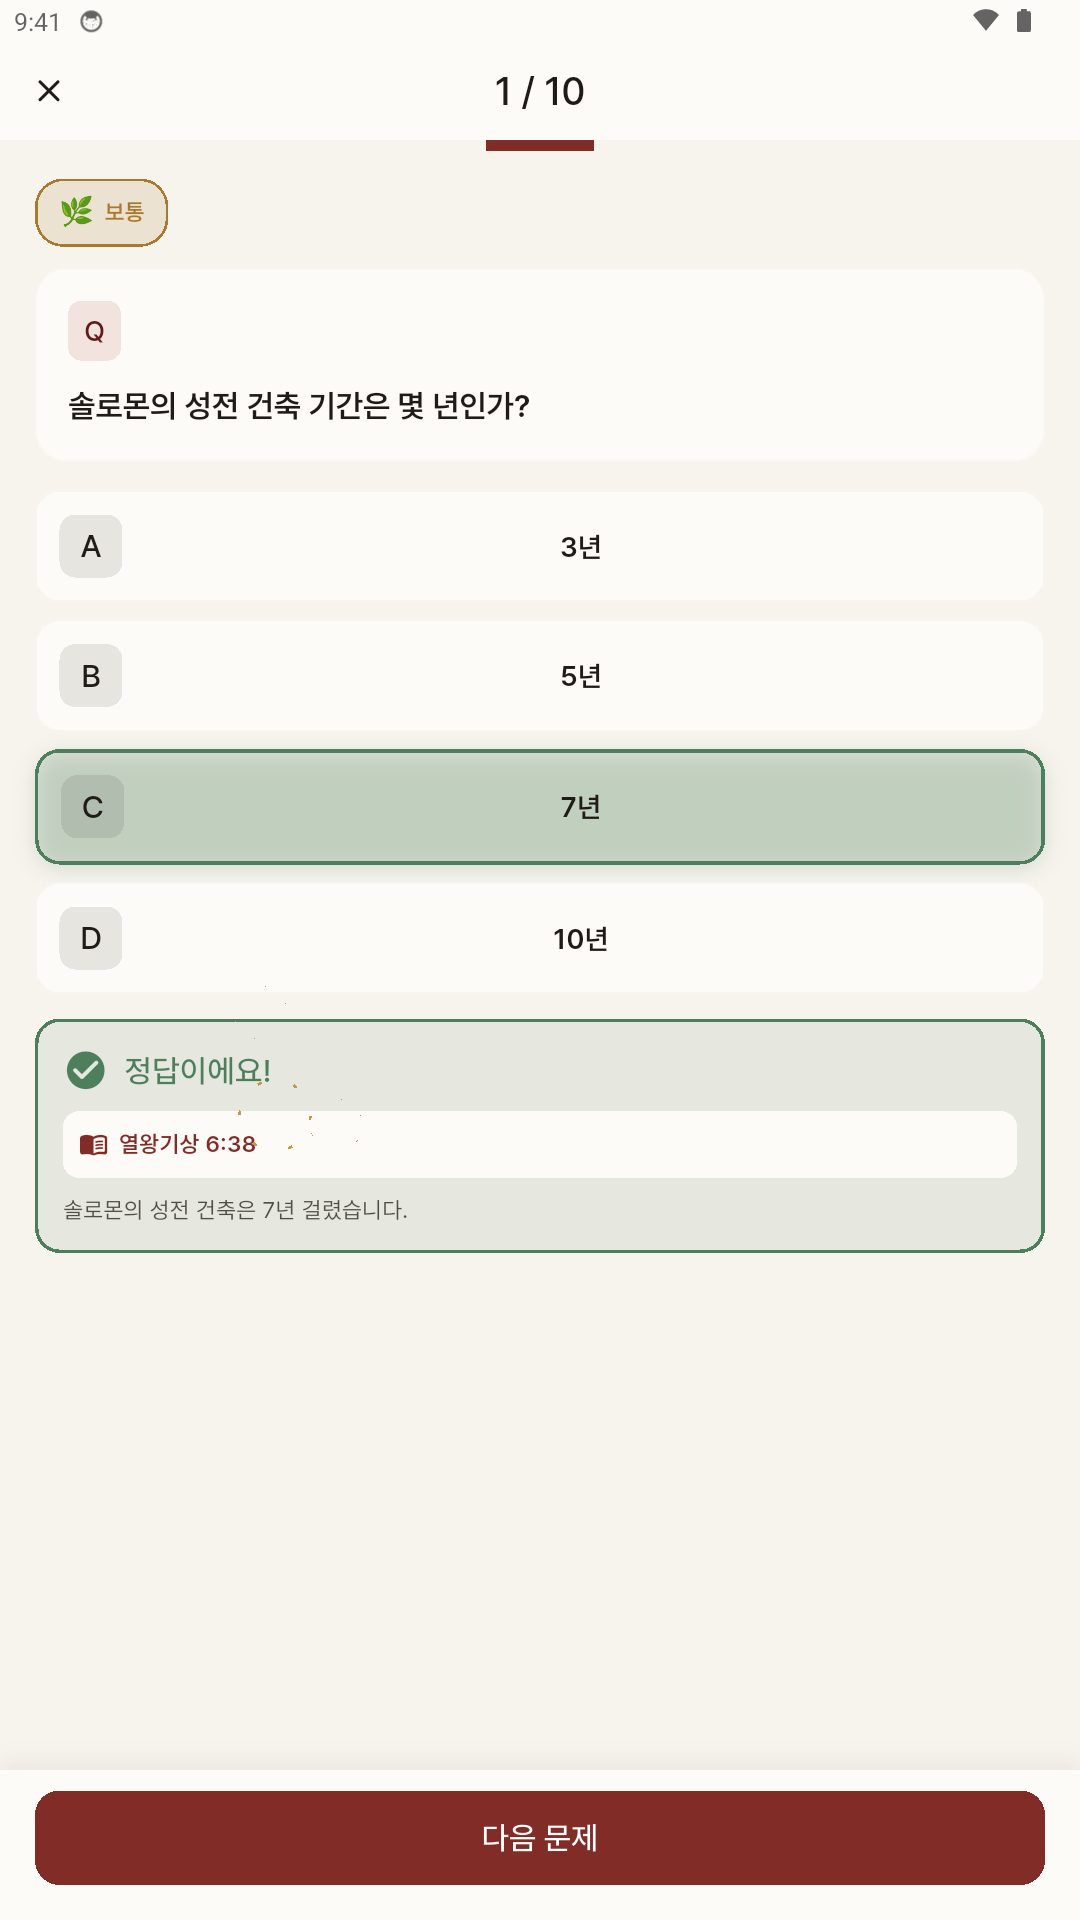 9:41
1 / 10
보통
Q
솔로몬의 성전 건축 기간은 몇 년인가?
A 3년
B 5년
C 7년
D 10년
정답이에요!
열왕기상 6:38
솔로몬의 성전 건축은 7년 걸렸습니다.
다음 문제